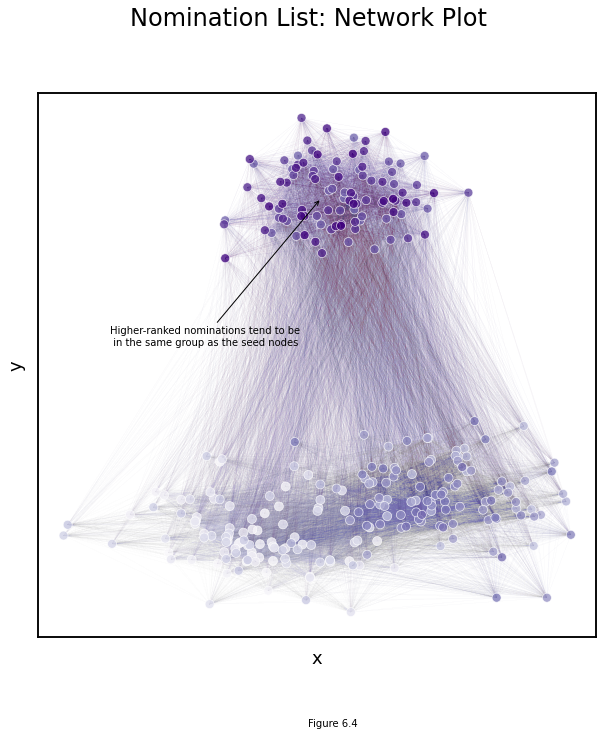 Nomination List: Network Plot
Higher-ranked nominations tend to be
in the same group as the seed nodes
y
x
Figure 6.4